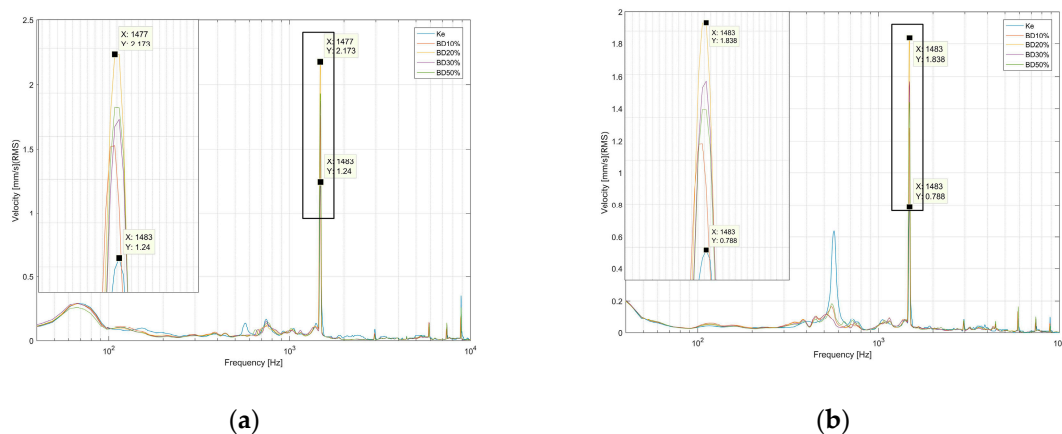 2.5
2
1.5
1
0.5
0
Velocity [mm/s](RMS)
X: 1477
Y: 2.173
X: 1483
Y: 1.24
X: 1477
Y: 2.173
X: 1483
Y: 1.24
Ke
BD10%
BD20%
BD30%
BD50%
10²
10³
10⁴
Frequency [Hz]
(a)
2
1.8
1.6
1.4
1.2
1
0.8
0.6
0.4
0.2
0
Velocity [mm/s](RMS)
X: 1483
Y: 1.838
X: 1483
Y: 0.788
X: 1483
Y: 1.838
X: 1483
Y: 0.788
Ke
BD10%
BD20%
BD30%
BD50%
10²
10³
10
Frequency [Hz]
(b)